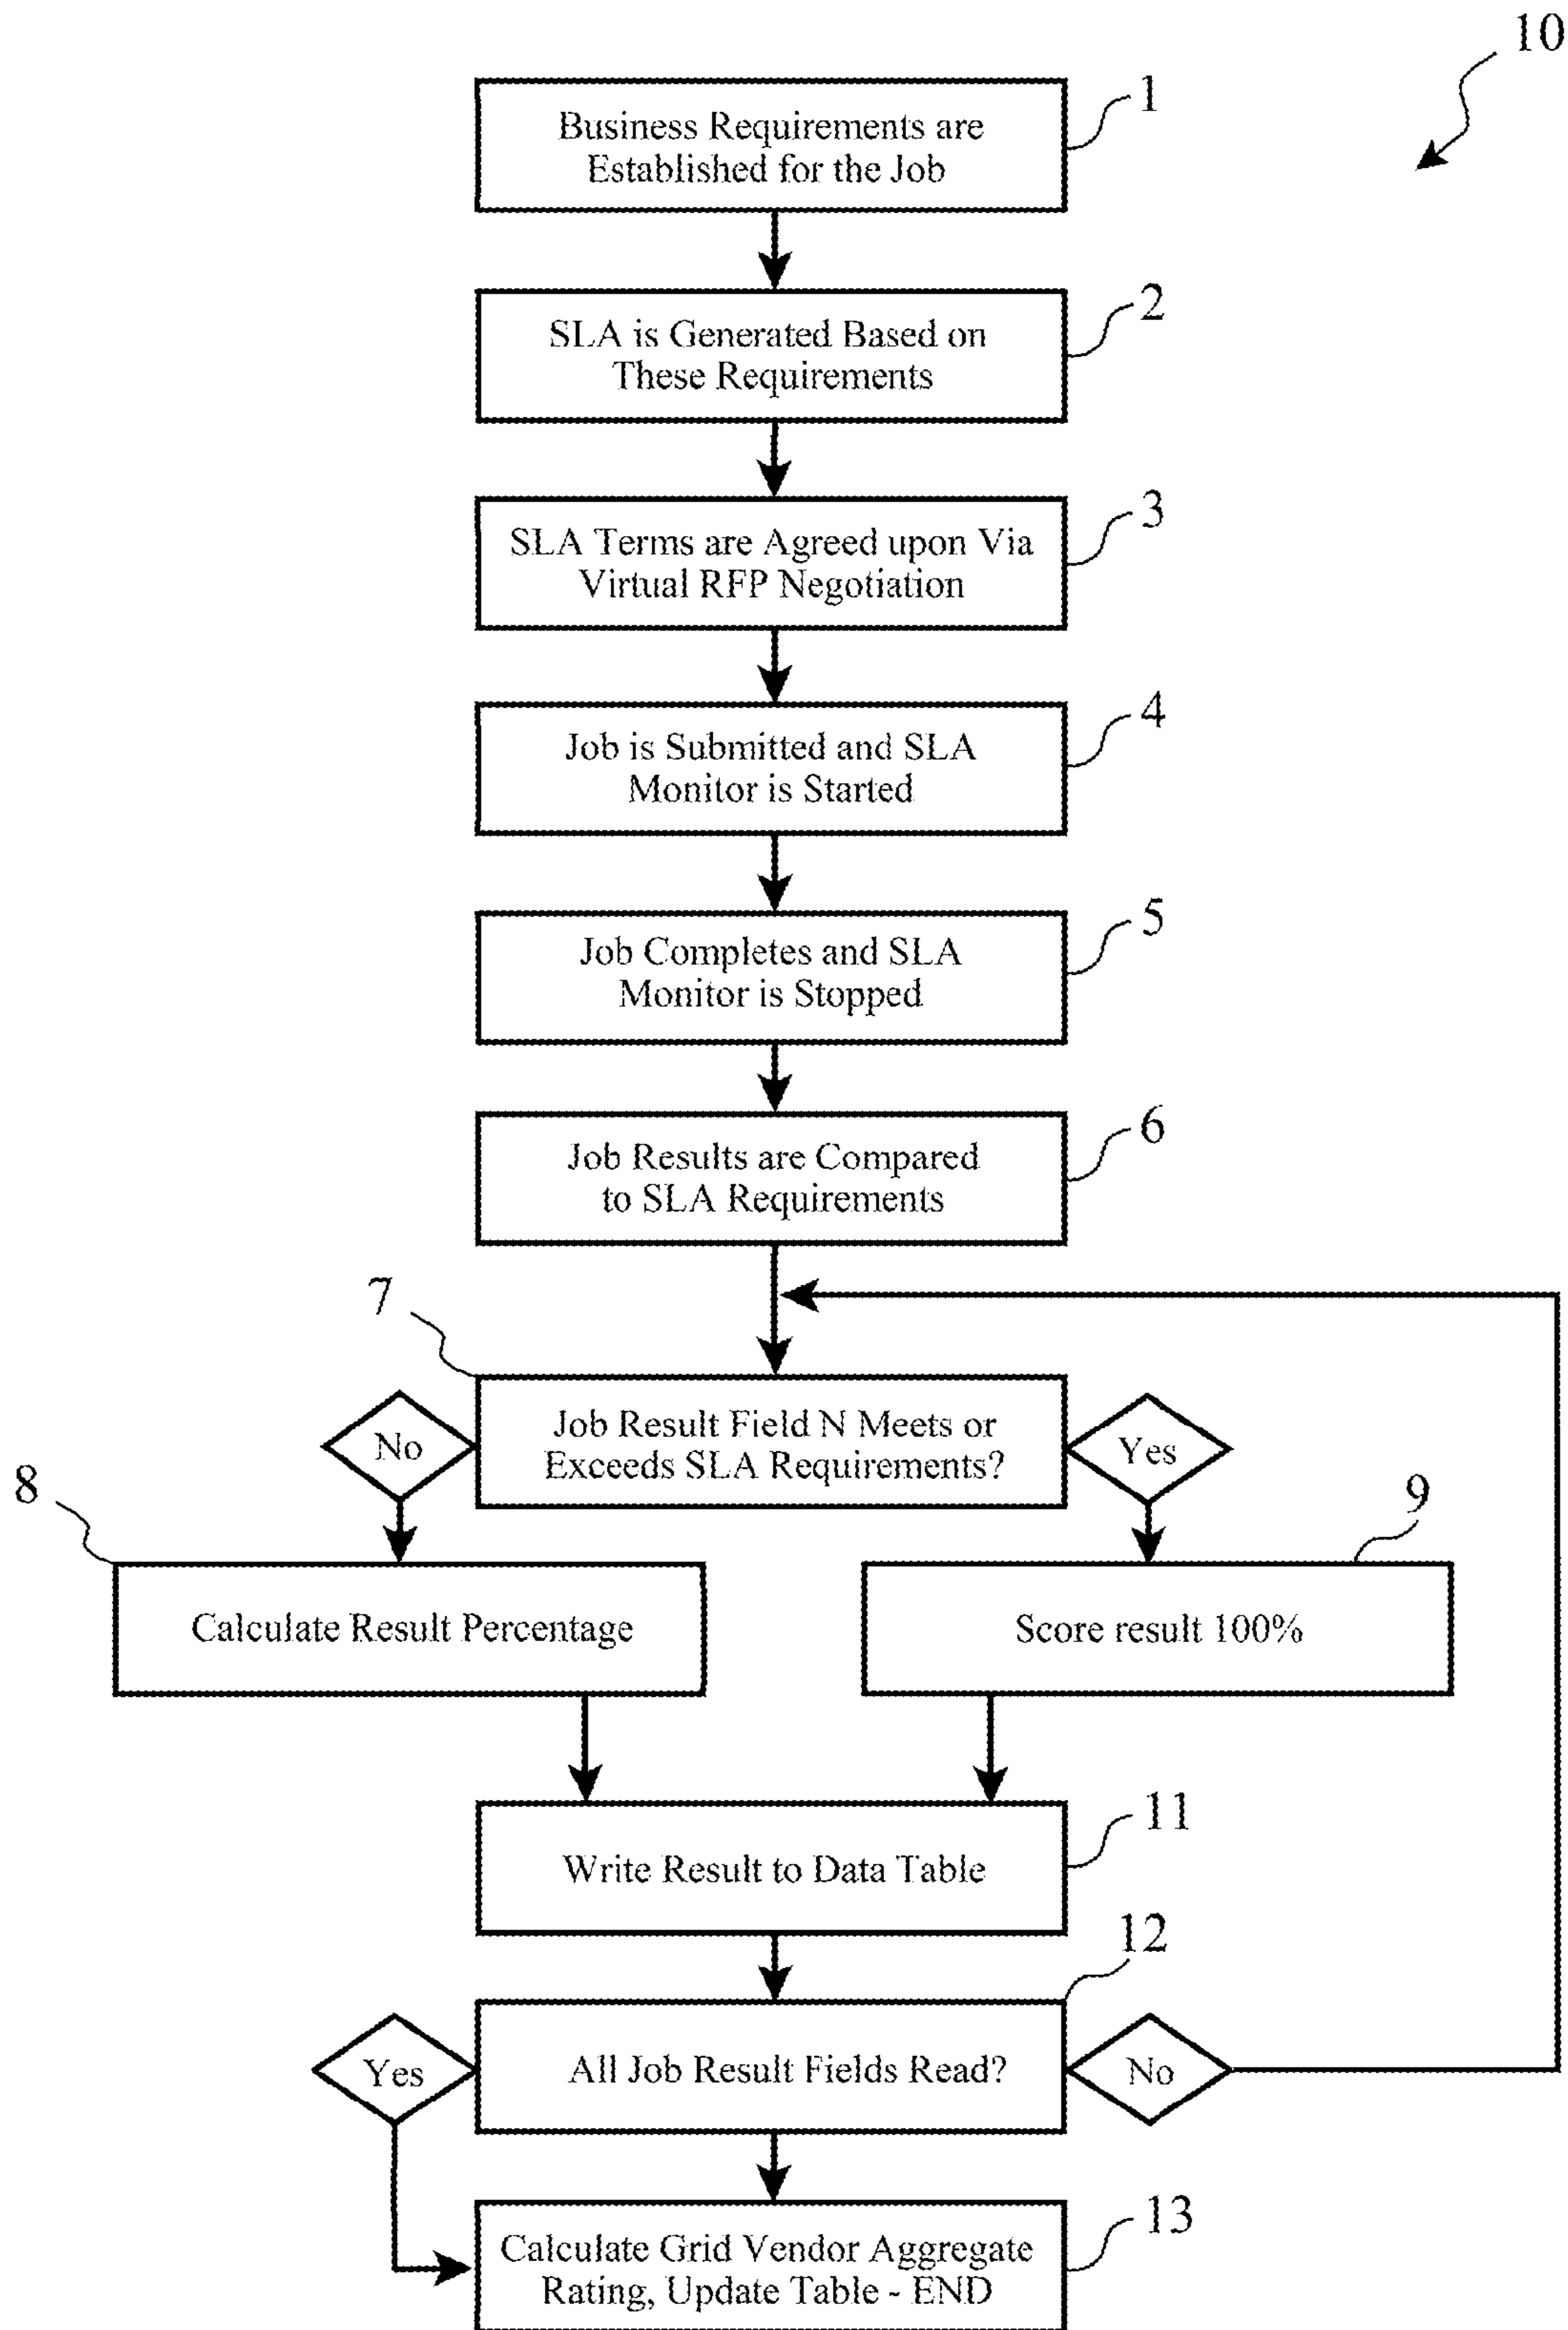 10
1
Business Requirements are
Established for the Job
2
SLA is Generated Based on
These Requirements
3
SLA Terms are Agreed upon Via
Virtual RFP Negotiation
4
Job is Submitted and SLA
Monitor is Started
5
Job Completes and SLA
Monitor is Stopped
6
Job Results are Compared
to SLA Requirements
7
No
Job Result Field N Meets or
Exceeds SLA Requirements?
Yes
8
9
Calculate Result Percentage
Score result 100%
11
Write Result to Data Table
12
Yes
All Job Result Fields Read?
No
13
Calculate Grid Vendor Aggregate
Rating, Update Table - END